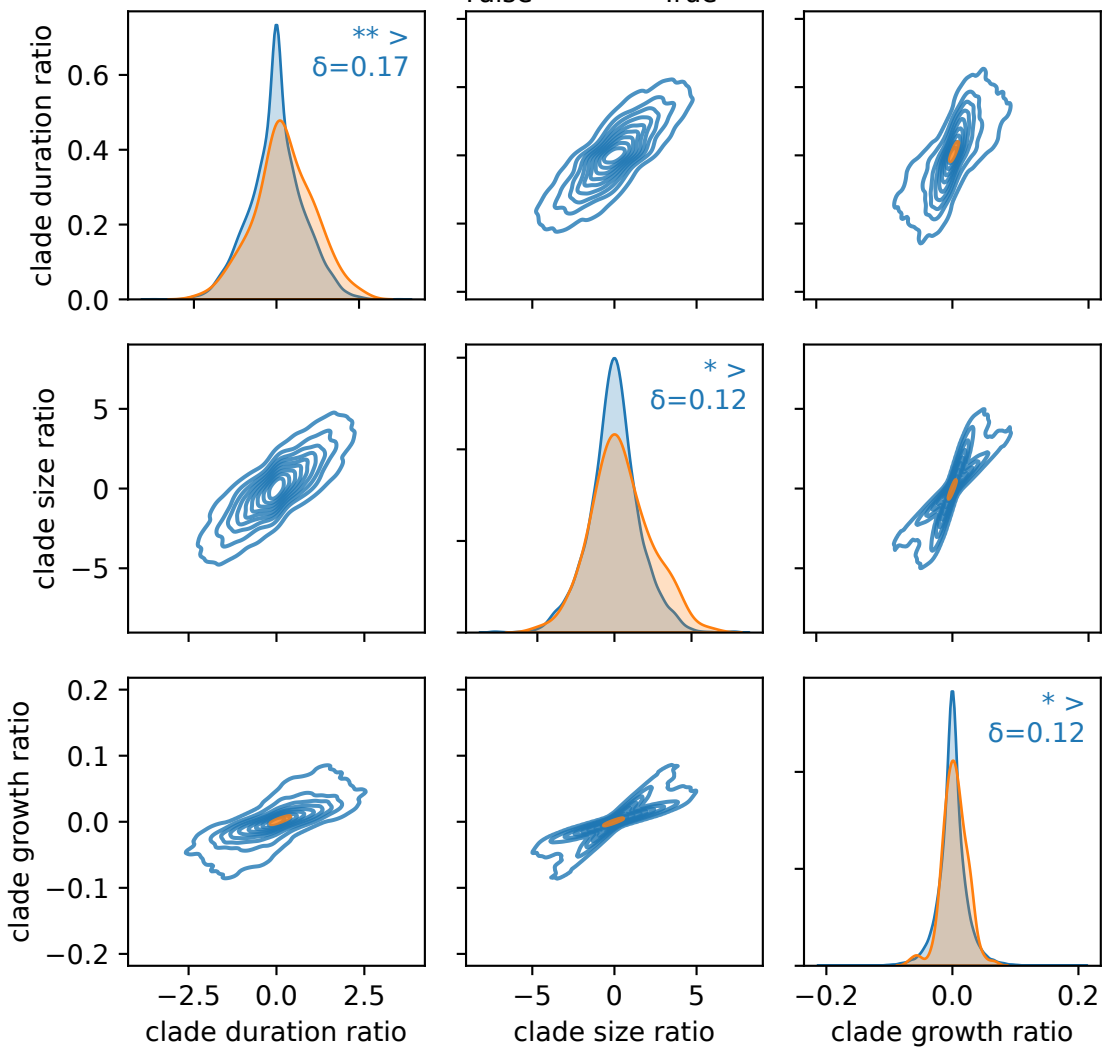 False True
clade duration ratio
0.6
0.4
0.2
0.0
** >
δ=0.17
clade size ratio
5
0
−5
* >
δ=0.12
clade growth ratio
0.2
0.1
0.0
−0.1
−0.2
* >
δ=0.12
−2.5 0.0 2.5
−5 0 5
−0.2 0.0 0.2
clade duration ratio
clade size ratio
clade growth ratio